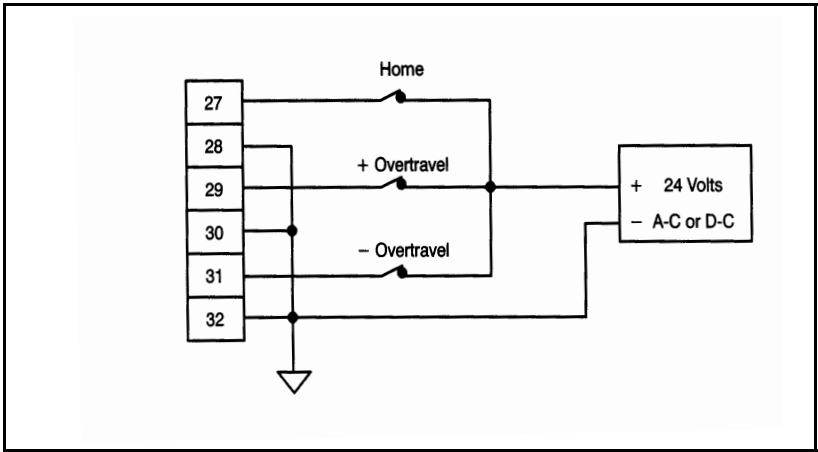 Home
27
28
+ Overtravel
29
+ 24 Volts
30
− A-C or D-C
− Overtravel
31
32